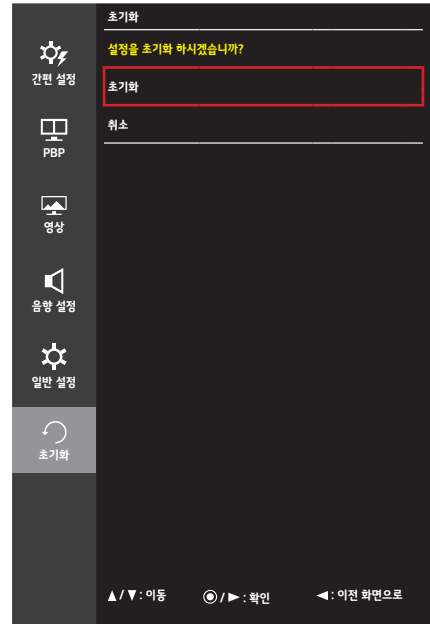 초기화
설정을 초기화 하시겠습니까?
초기화
취소
간편 설정
PBP
영상
음향 설정
일반 설정
초기화
▲/▼: 이동
◉/►: 확인
◄: 이전 화면으로